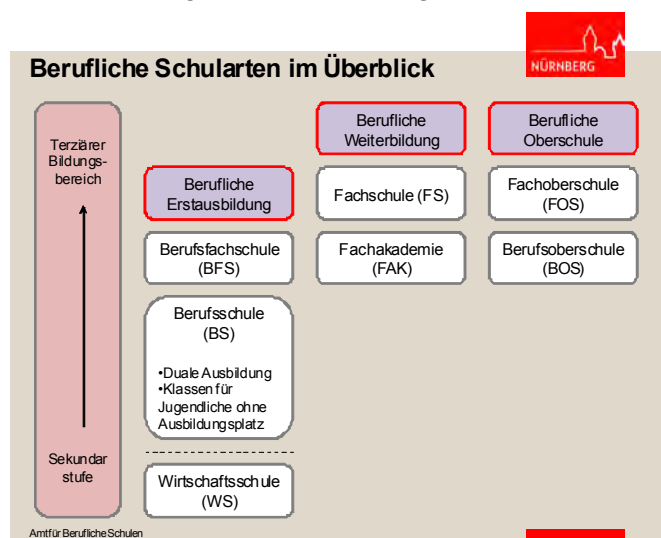 NÜRNBERG
Berufliche Schularten im Überblick
Terziärer
Bildungs-
bereich
Sekundar
stufe
Berufliche
Erstausbildung
Berufsfachschule
(BFS)
Berufsschule
(BS)
•Duale Ausbildung
•Klassen für
Jugendliche ohne
Ausbildungsplatz
Wirtschaftsschule
(WS)
Berufliche
Weiterbildung
Fachschule (FS)
Fachakademie
(FAK)
Berufliche
Oberschule
Fachoberschule
(FOS)
Berufsoberschule
(BOS)
Amt für Berufliche Schulen